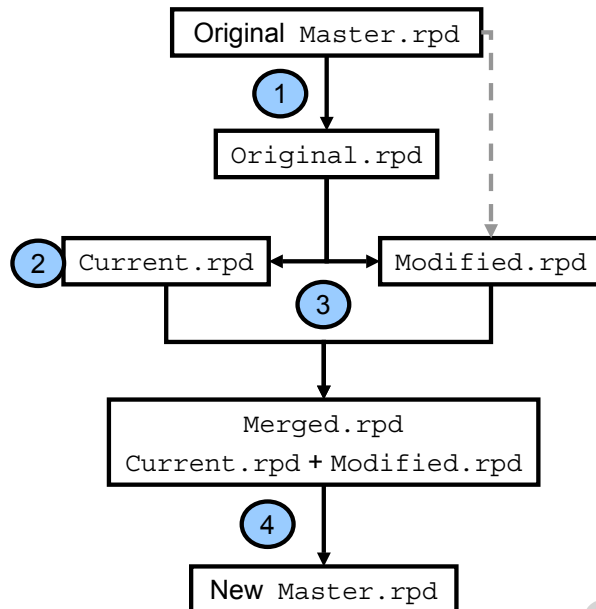 Original Master.rpd
1
Original.rpd
2
Current.rpd
Modified.rpd
3
Merged.rpd
Current.rpd + Modified.rpd
4
New Master.rpd